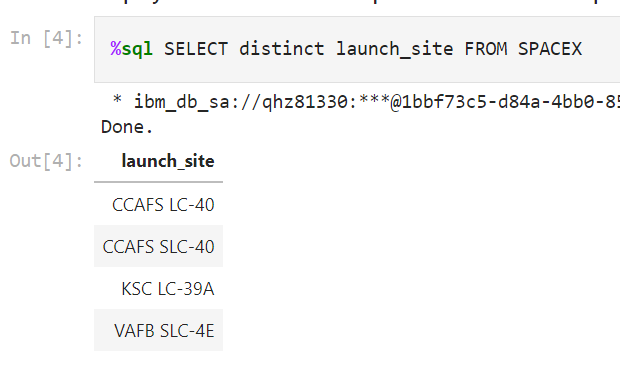 In [4]:
%sql SELECT distinct launch_site FROM SPACEX
* ibm_db_sa://qhz81330:***@1bbf73c5-d84a-4bb0-85
Done.
Out[4]:
launch_site
CCAFS LC-40
CCAFS SLC-40
KSC LC-39A
VAFB SLC-4E